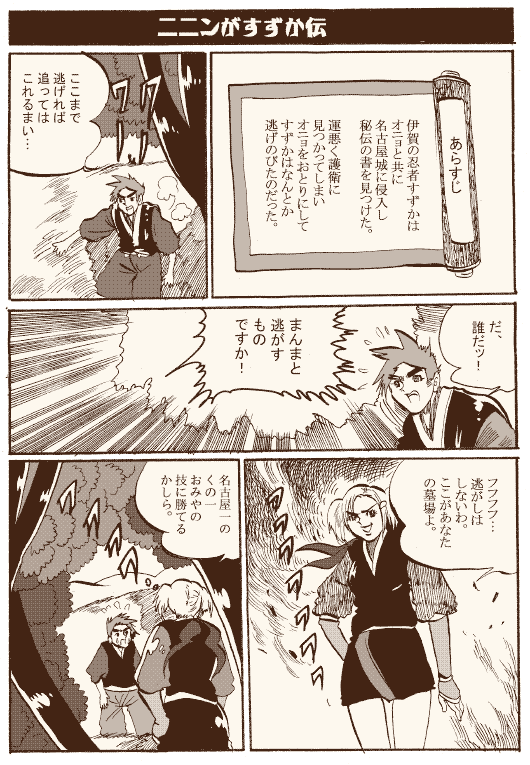 ニニンがすずか伝
あらすじ
伊賀の忍者すずかは
オニョと共に
名古屋城に侵入し
秘伝の書を見つけた。
運悪く護衛に
見つかってしまい
オニョをおとりにして
すずかはなんとか
逃げのびたのだった。
ワワ
ここまで
逃げれば
追っては
これるまい…
だ、
誰だッ!
まんまと
逃がす
もの
ですか!
フフフフ…
逃がしは
しないわ。
ここがあなた
の墓場よ。
名古屋一の
くの一
おみやの
技に勝てる
かしら。